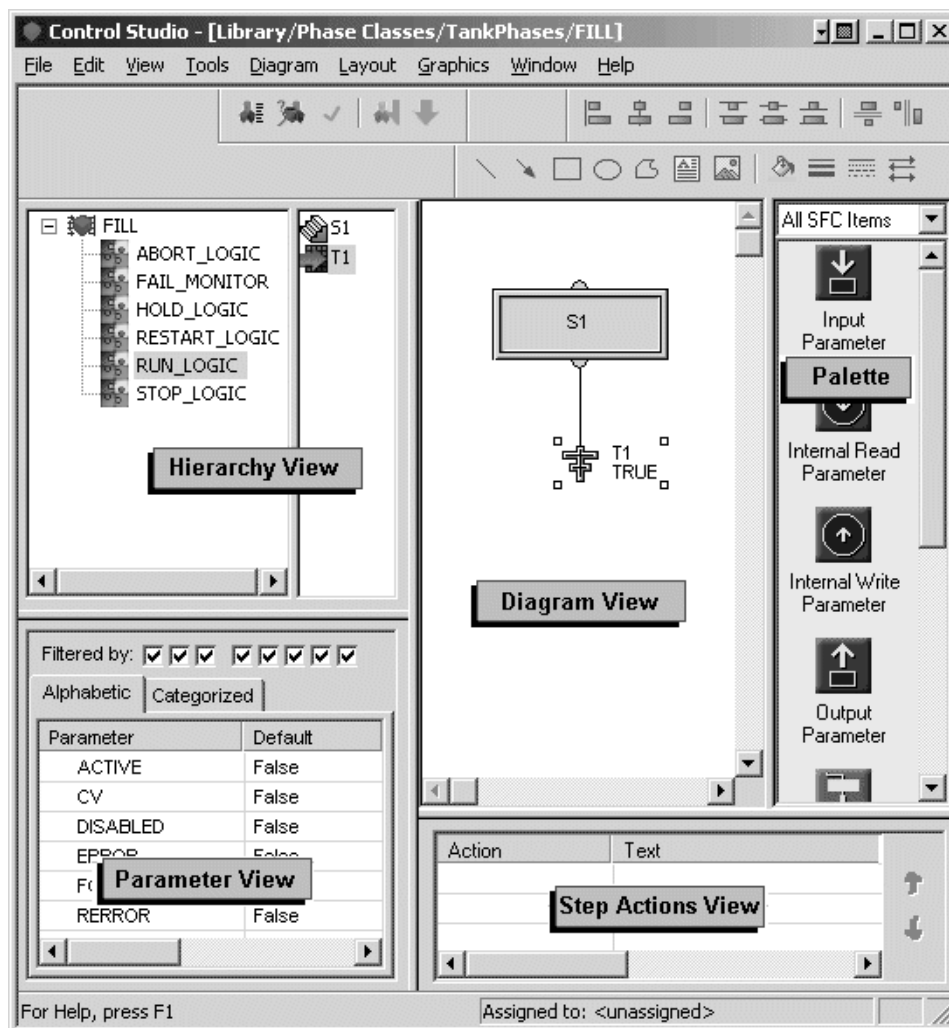 Control Studio - [Library/Phase Classes/TankPhases/FILL]
File Edit View Tools Diagram Layout Graphics Window Help
FILL
ABORT_LOGIC
FAIL_MONITOR
HOLD_LOGIC
RESTART_LOGIC
RUN_LOGIC
STOP_LOGIC
Hierarchy View
S1
T1
S1
T1
TRUE
Diagram View
All SFC Items
Input
Parameter
Palette
Internal Read
Parameter
Internal Write
Parameter
Output
Parameter
Filtered by:
Alphabetic Categorized
Parameter Default
ACTIVE False
CV False
DISABLED False
ERROR False
Parameter View
RERROR False
Action Text
Step Actions View
For Help, press F1 Assigned to: <unassigned>